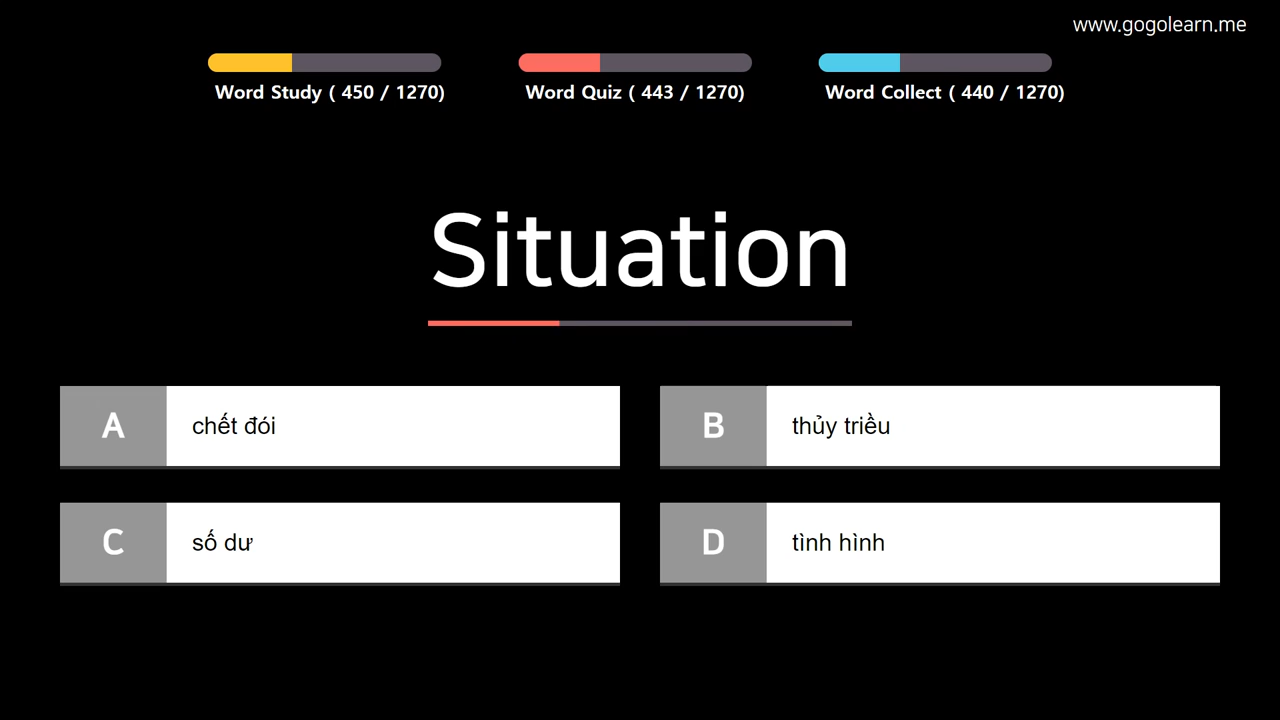 www.gogolearn.me
Word Study ( 450 / 1270)
Word Quiz ( 443 / 1270)
Word Collect ( 440 / 1270)
Situation
A
chết đói
B
thủy triều
C
số dư
D
tình hình